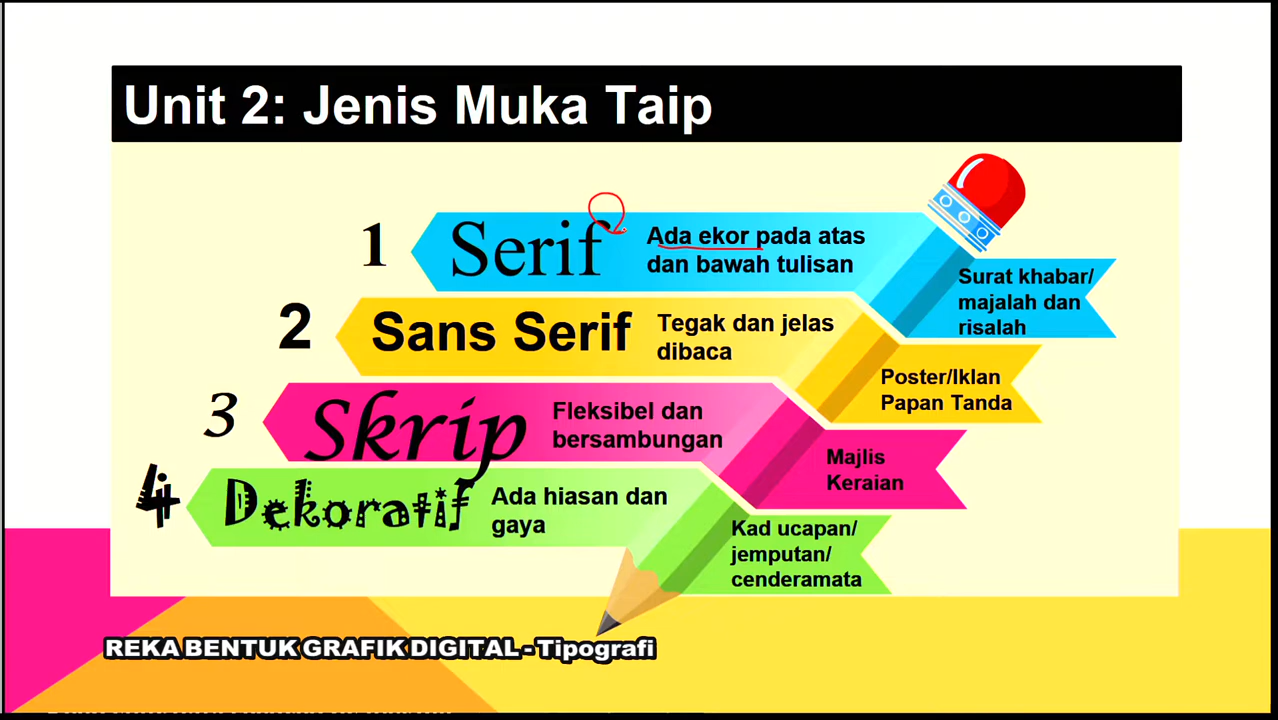 Unit 2: Jenis Muka Taip
1
Serif
Ada ekor pada atas
dan bawah tulisan
Surat khabar/
majalah dan
risalah
2
Sans Serif
Tegak dan jelas
dibaca
Poster/Iklan
Papan Tanda
3
Skrip
Fleksibel dan
bersambungan
Majlis
Keraian
4
Dekoratif
Ada hiasan dan
gaya
Kad ucapan/
jemputan/
cenderamata
REKA BENTUK GRAFIK DIGITAL - Tipografi